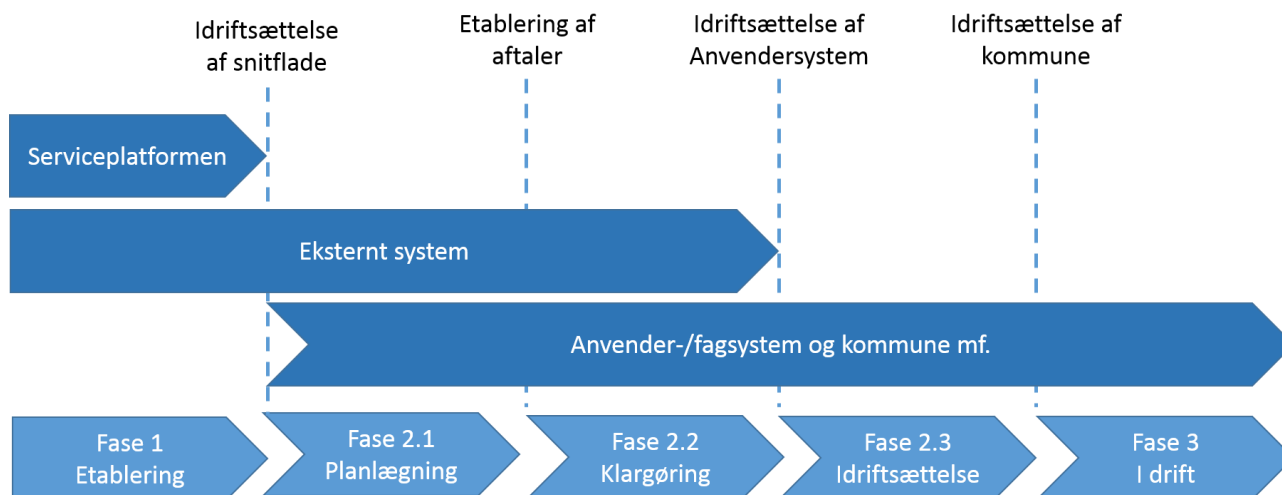 Idriftsættelse
af snitflade
Etablering af
aftaler
Idriftsættelse af
Anvendersystem
Idriftsættelse af
kommune
Serviceplatformen
Eksternt system
Anvender-/fagsystem og kommune mf.
Fase 1
Etablering
Fase 2.1
Planlægning
Fase 2.2
Klargøring
Fase 2.3
Idriftsættelse
Fase 3
I drift